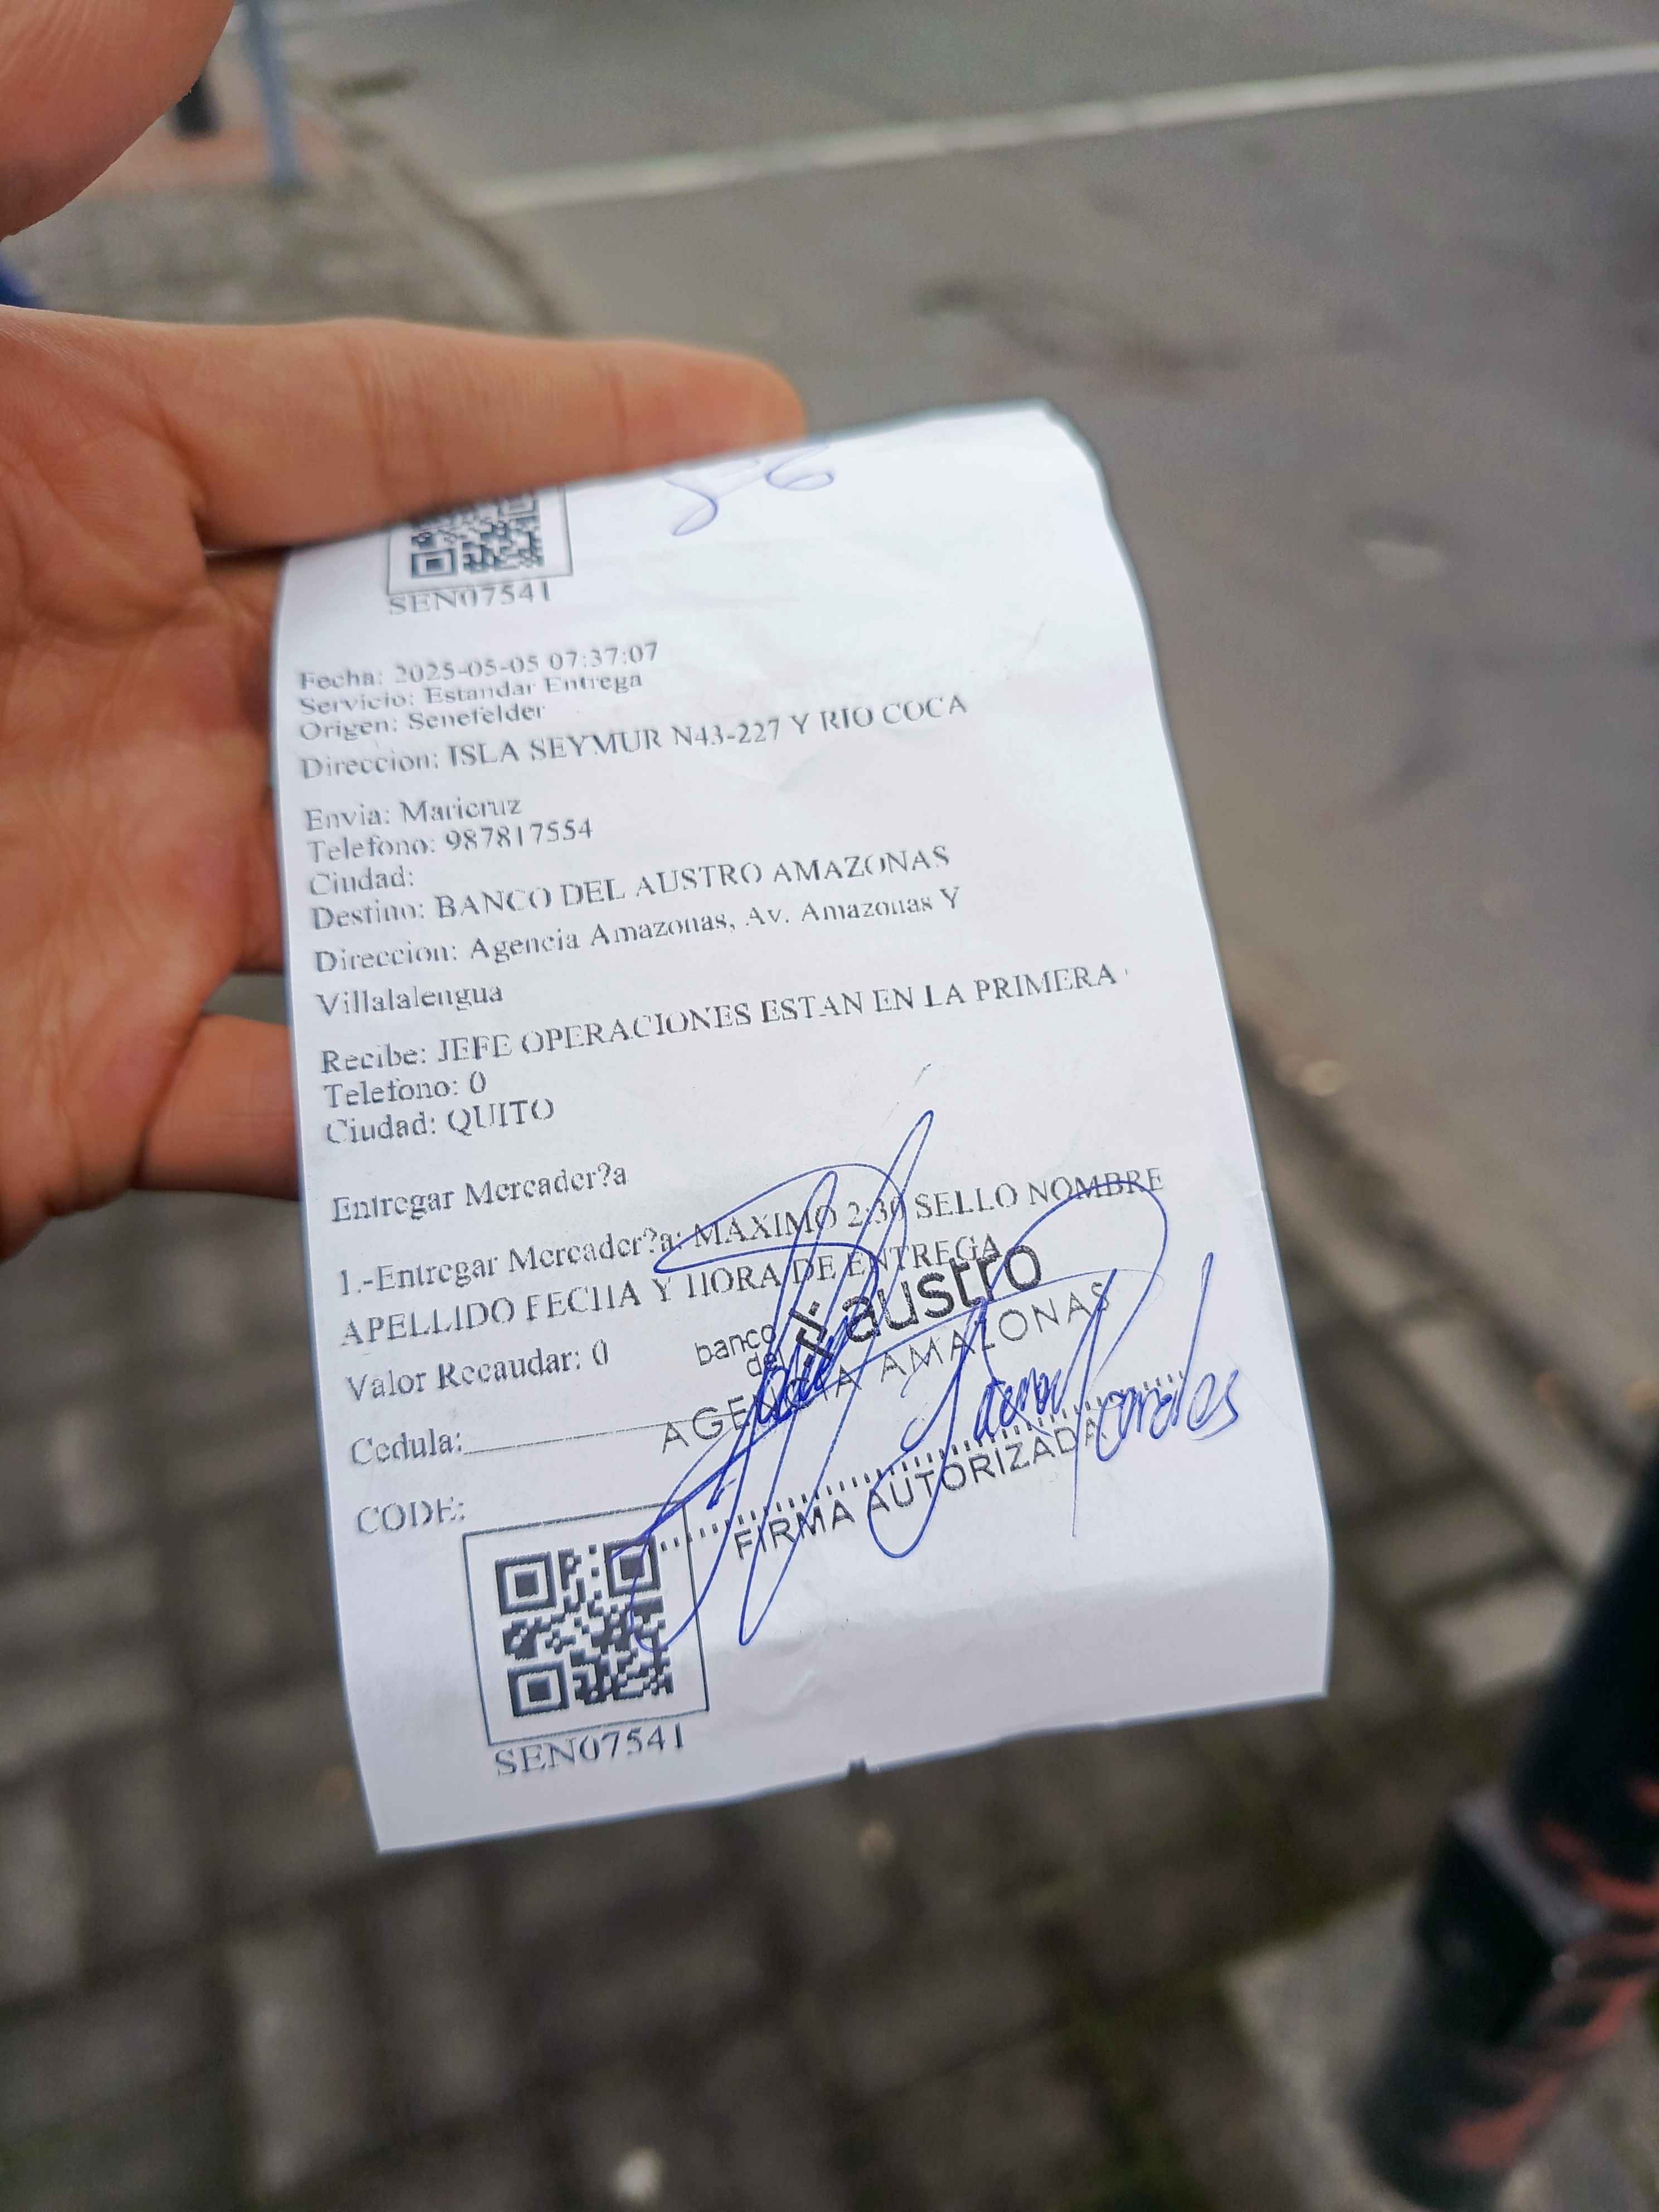 SEN07541
Fecha: 2025-05-05 07:37:07
Servicio: Estandar Entrega
Origen: Senefelder
Direccion: ISLA SEYMUR N43-227 Y RIO COCA
Envia: Maricruz
Telefono: 987817554
Ciudad:
Destino: BANCO DEL AUSTRO AMAZONAS
Direccion: Agencia Amazonas, Av. Amazonas Y
Villalalengua
Recibe: JEFE OPERACIONES ESTAN EN LA PRIMERA
Telefono: 0
Ciudad: QUITO
Entregar Mercader?a
1.-Entregar Mercader?a: MAXIMO 2:30 SELLO NOMBRE
APELLIDO FECHA Y HORA DE ENTREGA
Valor Recaudar: 0
banco del austro
AGENCIA AMAZONAS
Cedula:
FIRMA AUTORIZADA
CODE:
SEN07541